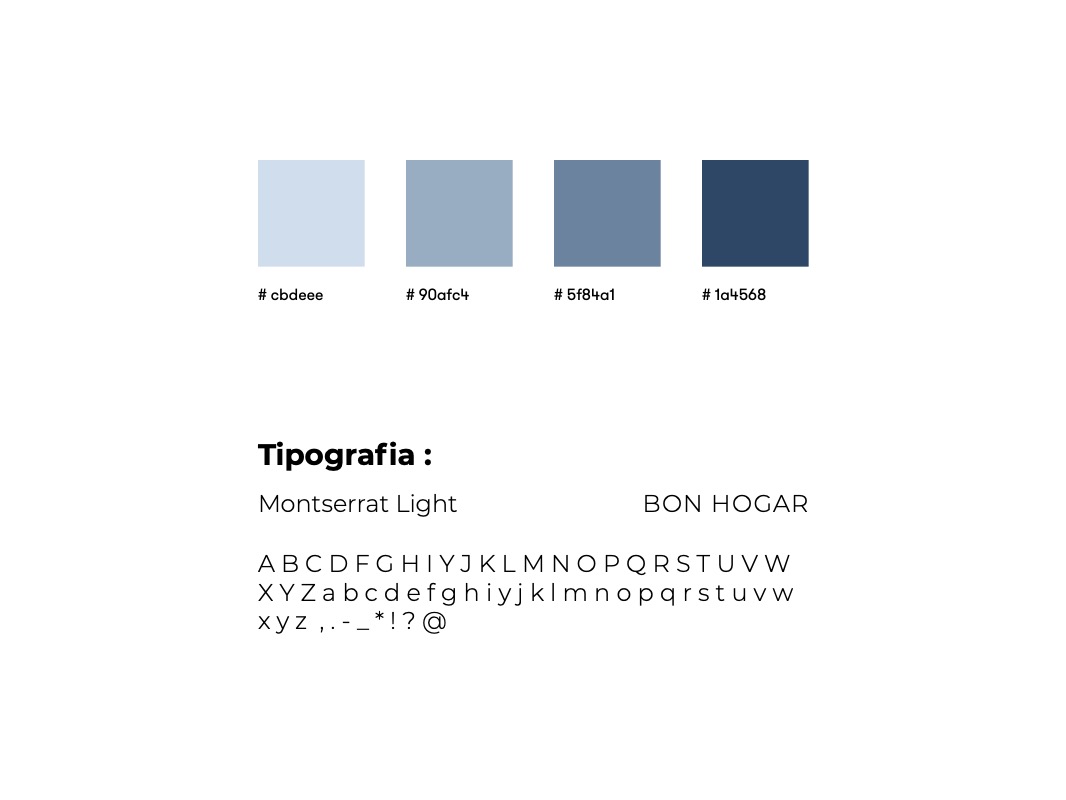 # cbdeee # 90afc4 # 5f84a1 # 1a4568
Tipografia :
Montserrat Light BON HOGAR
A B C D F G H I Y J K L M N O P Q R S T U V W
X Y Z a b c d e f g h i y j k l m n o p q r s t u v w
x y z , . - _ * ! ? @